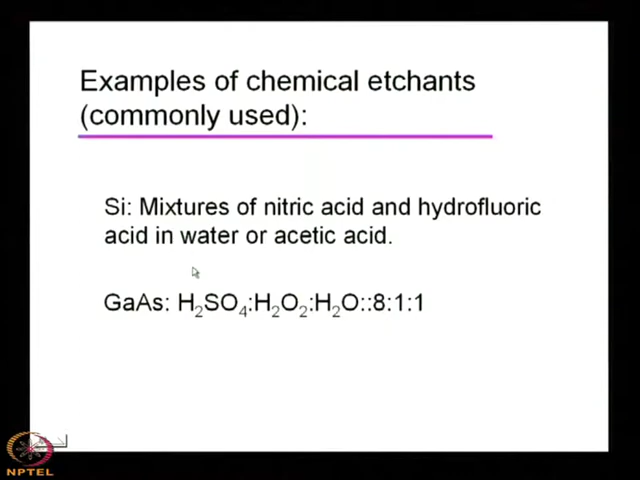 Examples of chemical etchants
(commonly used):
Si: Mixtures of nitric acid and hydrofluoric
acid in water or acetic acid.
GaAs: H₂SO₄:H₂O₂:H₂O::8:1:1
NPTEL